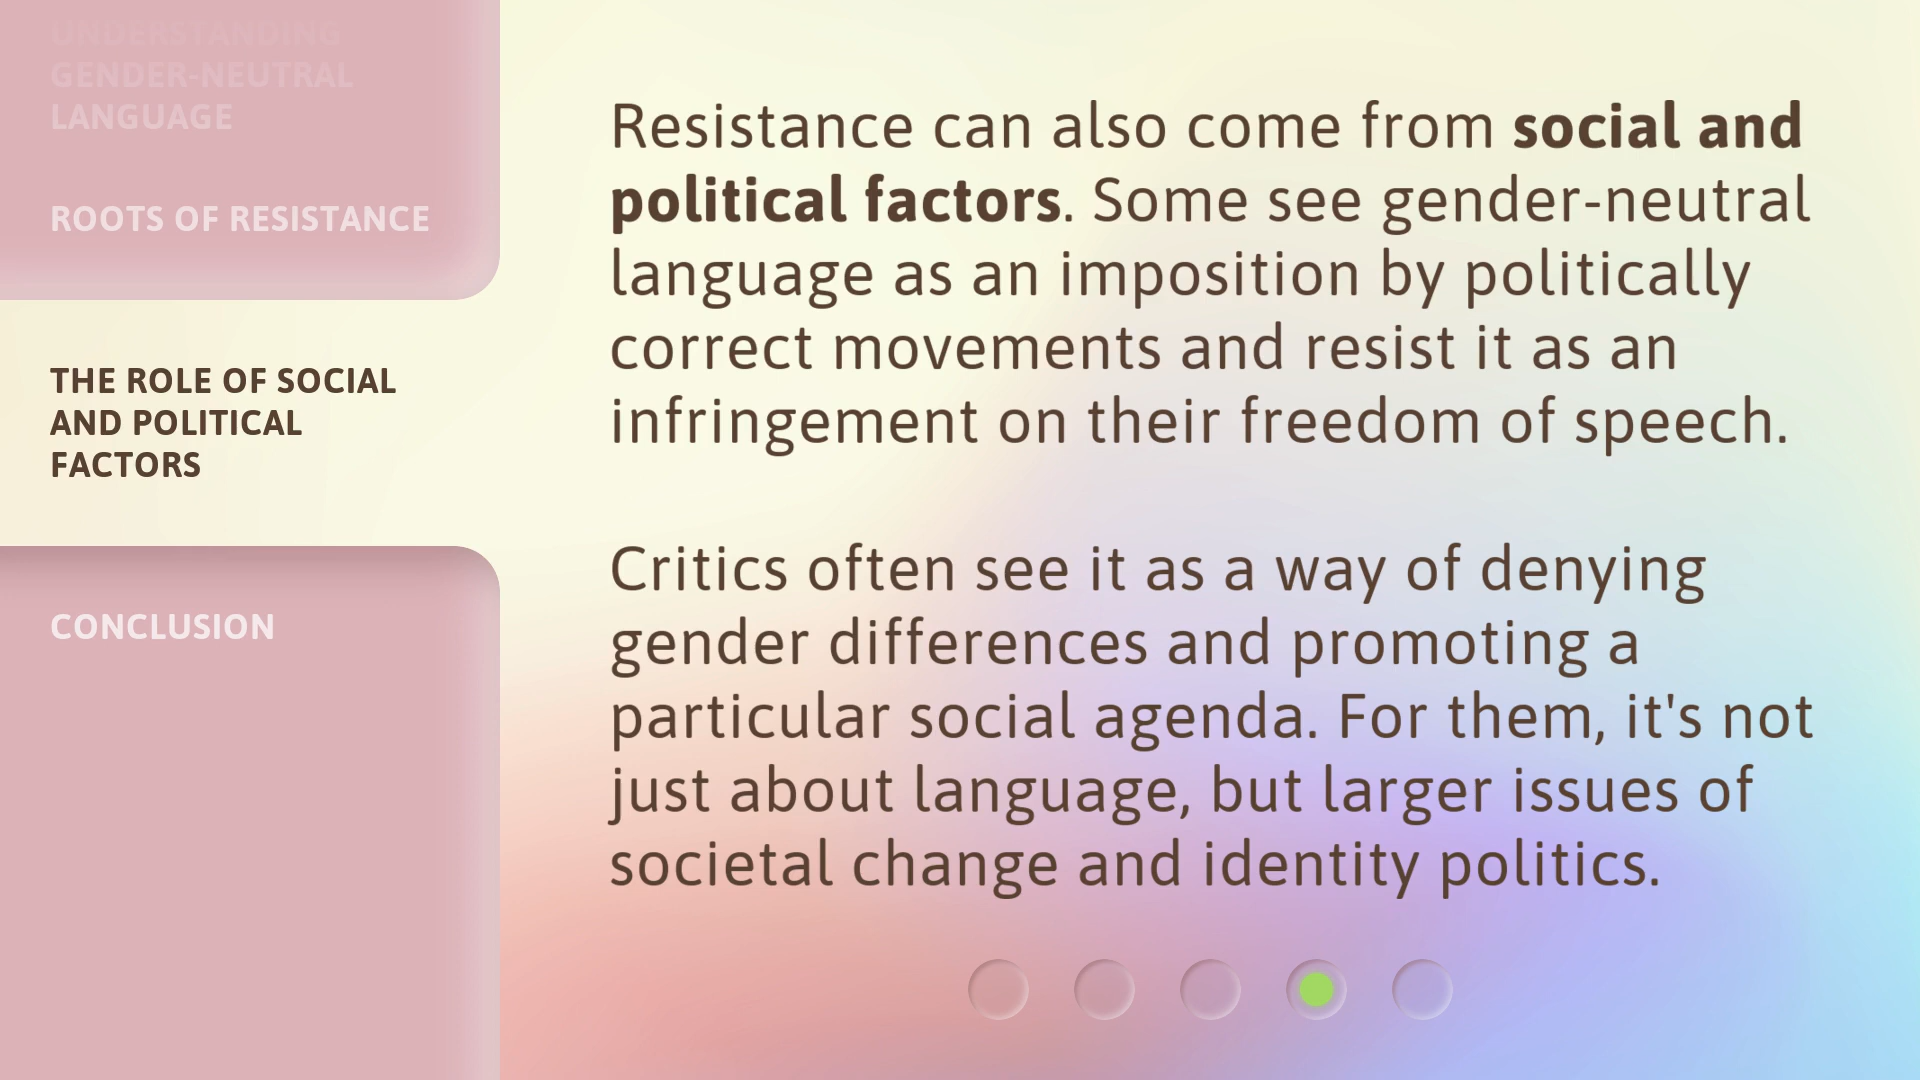 UNDERSTANDING
GENDER-NEUTRAL
LANGUAGE
ROOTS OF RESISTANCE
THE ROLE OF SOCIAL
AND POLITICAL
FACTORS
CONCLUSION
Resistance can also come from social and
political factors. Some see gender-neutral
language as an imposition by politically
correct movements and resist it as an
infringement on their freedom of speech.
Critics often see it as a way of denying
gender differences and promoting a
particular social agenda. For them, it's not
just about language, but larger issues of
societal change and identity politics.